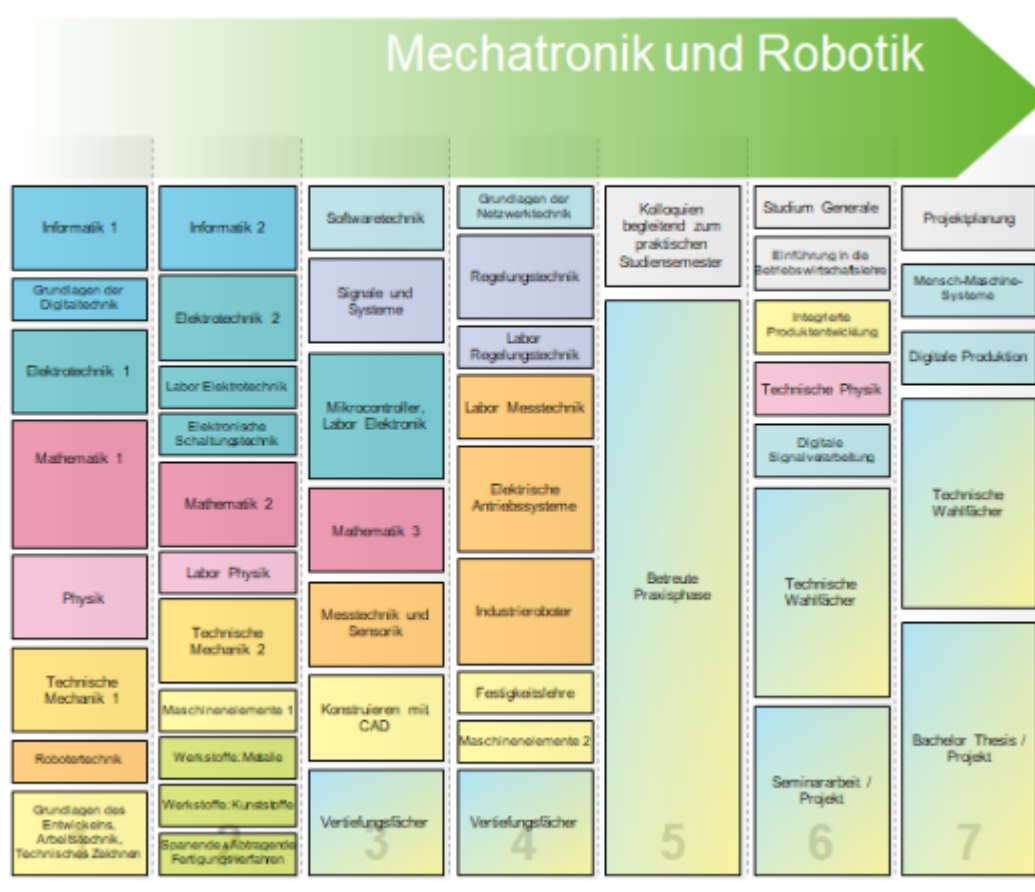 Mechatronik und Robotik
Informatik 1
Grundlagen der
Digitaltechnik
Elektrotechnik 1
Mathematik 1
Physik
Technische
Mechanik 1
Robotertechnik
Grundlagen des
Entwickelns,
Arbeitstechnik,
Technisches Zeichnen
Informatik 2
Elektrotechnik 2
Labor Elektrotechnik
Elektronische
Schaltungstechnik
Mathematik 2
Labor Physik
Technische
Mechanik 2
Maschinenelemente 1
Werkstoffe: Metalle
Werkstoffe: Kunststoffe
Spanende & Abtragende
Fertigungsverfahren
2
Softwaretechnik
Signale und
Systeme
Mikrocontroller,
Labor Elektronik
Mathematik 3
Messtechnik und
Sensorik
Konstruieren mit
CAD
Vertiefungsfächer
3
Grundlagen der
Netzwerktechnik
Regelungstechnik
Labor
Regelungstechnik
Labor Messtechnik
Elektrische
Antriebssysteme
Industrieroboter
Festigkeitslehre
Maschinenelemente 2
Vertiefungsfächer
4
Kolloquien
begleitend zum
praktischen
Studiensemester
Betreute
Praxisphase
5
Studium Generale
Einführung in die
Betriebswirtschaftslehre
Integrierte
Produktentwicklung
Technische Physik
Digitale
Signalverarbeitung
Technische
Wahlfächer
Seminararbeit /
Projekt
6
Projektplanung
Mensch-Maschine-
Systeme
Digitale Produktion
Technische
Wahlfächer
Bachelor Thesis /
Projekt
7